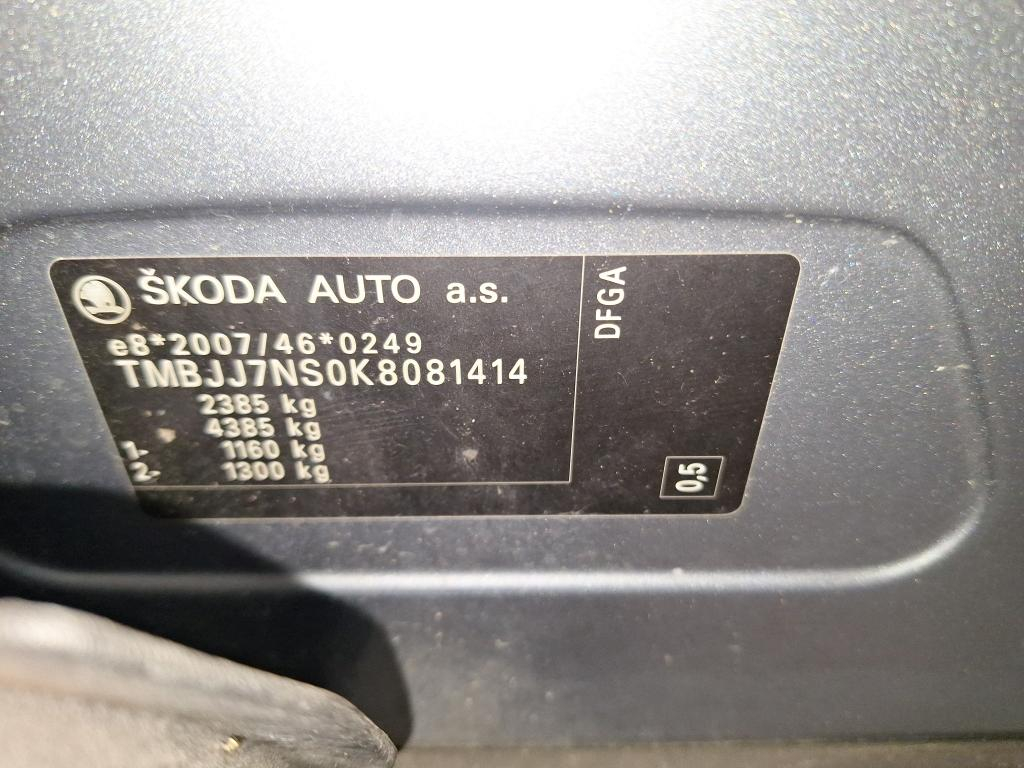 ŠKODA AUTO a.s.
e8*2007/46*0249
TMBJJ7NS0K8081414
2385 kg
4385 kg
1- 1160 kg
2- 1300 kg
DFGA
0,5